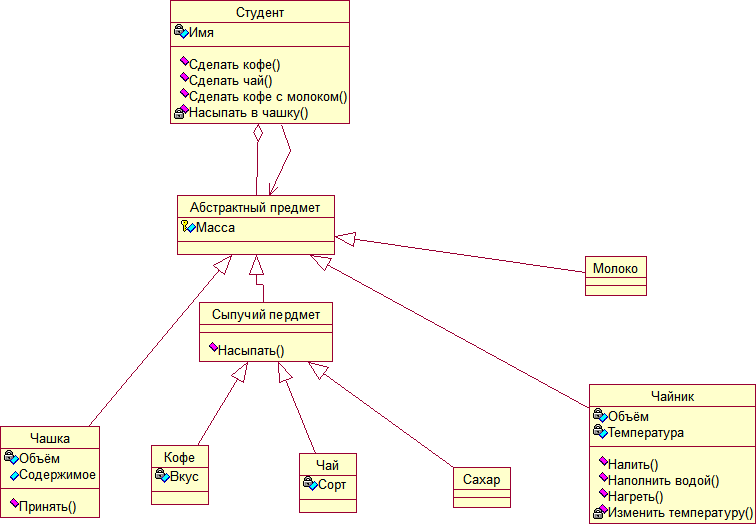 Студент
Имя
Сделать кофе()
Сделать чай()
Сделать кофе с молоком()
Насыпать в чашку()
Абстрактный предмет
Масса
Молоко
Сыпучий пердмет
Насыпать()
Чайник
Объём
Температура
Налить()
Наполнить водой()
Нагреть()
Изменить температуру()
Чашка
Объём
Содержимое
Принять()
Кофе
Вкус
Чай
Сорт
Сахар